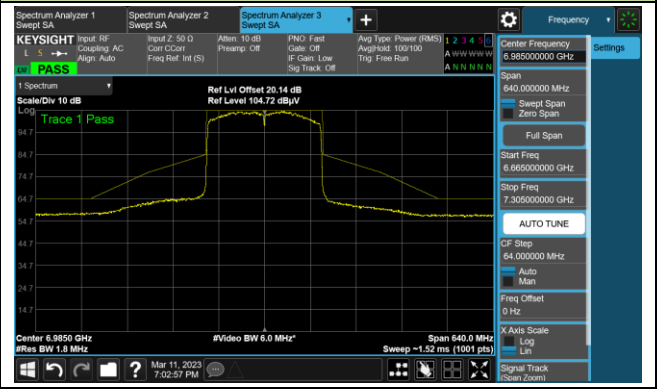 Spectrum Analyzer 1
Swept SA
Spectrum Analyzer 2
Swept SA
Spectrum Analyzer 3
Swept SA
+
Frequency
KEYSIGHT
L S
LNI PASS
Input: RF
Coupling: AC
Align: Auto
Input Z: 50 Ω
Corr CCorr
Freq Ref: Int (S)
Atten: 10 dB
Preamp: Off
PNO: Fast
Gate: Off
IF Gain: Low
Sig Track: Off
Avg Type: Power (RMS)
Avg|Hold: 100/100
Trig: Free Run
1 2 3 4 5 6
A W W W W W
A N N N N N
1 Spectrum
Scale/Div 10 dB
Ref Lvl Offset 20.14 dB
Ref Level 104.72 dBµV
Log
Trace 1 Pass
94.7
84.7
74.7
64.7
54.7
44.7
34.7
24.7
14.7
Center 6.9850 GHz
#Res BW 1.8 MHz
#Video BW 6.0 MHz*
Span 640.0 MHz
Sweep ~1.52 ms (1001 pts)
Center Frequency
6.985000000 GHz
Settings
Span
640.000000 MHz
Swept Span
Zero Span
Full Span
Start Freq
6.665000000 GHz
Stop Freq
7.305000000 GHz
AUTO TUNE
CF Step
64.000000 MHz
Auto
Man
Freq Offset
0 Hz
X Axis Scale
Log
Lin
Signal Track
(Span Zoom)
?
Mar 11, 2023
7:02:57 PM